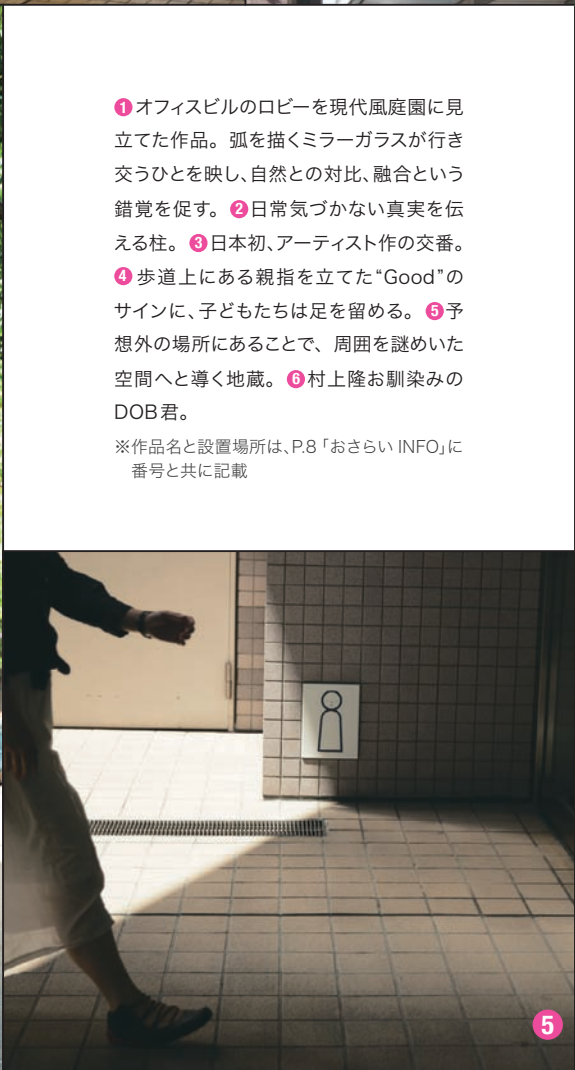 ❶オフィスビルのロビーを現代風庭園に見
立てた作品。弧を描くミラーガラスが行き
交うひとを映し、自然との対比、融合という
錯覚を促す。❷日常気づかない真実を伝
える柱。❸日本初、アーティスト作の交番。
❹歩道上にある親指を立てた“Good”の
サインに、子どもたちは足を留める。❺予
想外の場所にあることで、周囲を謎めいた
空間へと導く地蔵。❻村上隆お馴染みの
DOB君。
※作品名と設置場所は、P.8「おさらいINFO」に
番号と共に記載
5